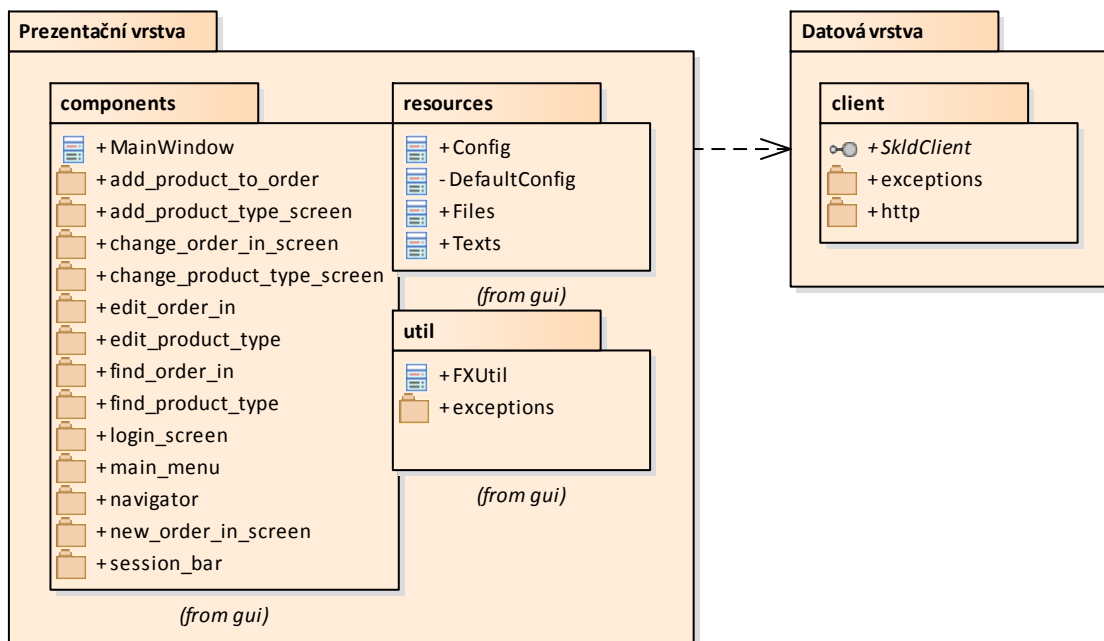 Prezentační vrstva
components
+MainWindow
+add_product_to_order
+add_product_type_screen
+change_order_in_screen
+change_product_type_screen
+edit_order_in
+edit_product_type
+find_order_in
+find_product_type
+login_screen
+main_menu
+navigator
+new_order_in_screen
+session_bar
(from gui)
resources
+Config
-DefaultConfig
+Files
+Texts
(from gui)
util
+FXUtil
+exceptions
(from gui)
Datová vrstva
client
+SkldClient
+exceptions
+http